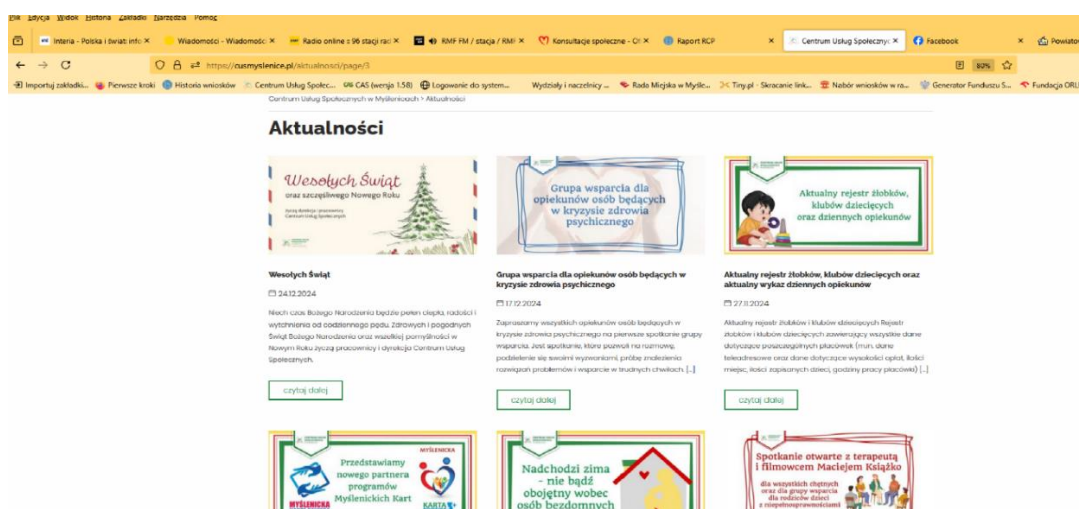 Plik Edycja Widok Historia Zakładki Narzędzia Pomoc
Interia - Polska i świat: info
Wiadomości - Wiadomośc
Radio online :: 96 stacji rac
RMF FM / stacja / RMF
Konsultacje społeczne - Of
Raport RCP
Centrum Usług Społecznyc
Facebook
Powiatow
https://cusmyslenice.pl/aktualnosci/page/3
80%
Importuj zakładki...
Pierwsze kroki
Historia wniosków
Centrum Usług Społec...
CAS (wersja 1.58)
Logowanie do system...
Wydziały i naczelnicy ...
Rada Miejska w Myśle...
Tiny.pl - Skracanie link...
Nabór wniosków w ra...
Generator Funduszu S...
Fundacja ORL
Centrum Usług Społecznych w Myślenicach > Aktualności
Aktualności
Wesołych Świąt
oraz szczęśliwego Nowego Roku
życzą dyrekcja i pracownicy
Centrum Usług Społecznych
Grupa wsparcia dla
opiekunów osób będących
w kryzysie zdrowia
psychicznego
Aktualny rejestr żłobków,
klubów dziecięcych
oraz dziennych opiekunów
Wesołych Świąt
24.12.2024
Niech czas Bożego Narodzenia będzie pełen ciepła, radości i
wytchnienia od codziennego pędu. Zdrowych i pogodnych
Świąt Bożego Narodzenia oraz wszelkiej pomyślności w
Nowym Roku życzą pracownicy i dyrekcja Centrum Usług
Społecznych.
czytaj dalej
Grupa wsparcia dla opiekunów osób będących w
kryzysie zdrowia psychicznego
17.12.2024
Zapraszamy wszystkich opiekunów osób będących w
kryzysie zdrowia psychicznego na pierwsze spotkanie grupy
wsparcia. Jest spotkanie, które pozwoli na rozmowę,
podzielenie się swoimi wyzwaniami, próbę znalezienia
rozwiązań problemów i wsparcie w trudnych chwilach. [...]
czytaj dalej
Aktualny rejestr żłobków, klubów dziecięcych oraz
aktualny wykaz dziennych opiekunów
27.11.2024
Aktualny rejestr żłobków i klubów dziecięcych Rejestr
żłobków i klubów dziecięcych zawierający wszystkie dane
dotyczące poszczególnych placówek (m.in. dane
teleadresowe oraz dane dotyczące wysokości opłat, ilości
miejsc, ilości zapisanych dzieci, godziny pracy placówki) [...]
czytaj dalej
Przedstawiamy
nowego partnera
programów
Myślenickich Kart
MYŚLENICKA
MYŚLENICKA
KARTA
Nadchodzi zima
- nie bądź
obojętny wobec
osób bezdomnych
Spotkanie otwarte z terapeutą
i filmowcem Maciejem Książko
dla wszystkich chętnych
oraz dla grupy wsparcia
dla rodziców dzieci
z niepełnosprawnościami